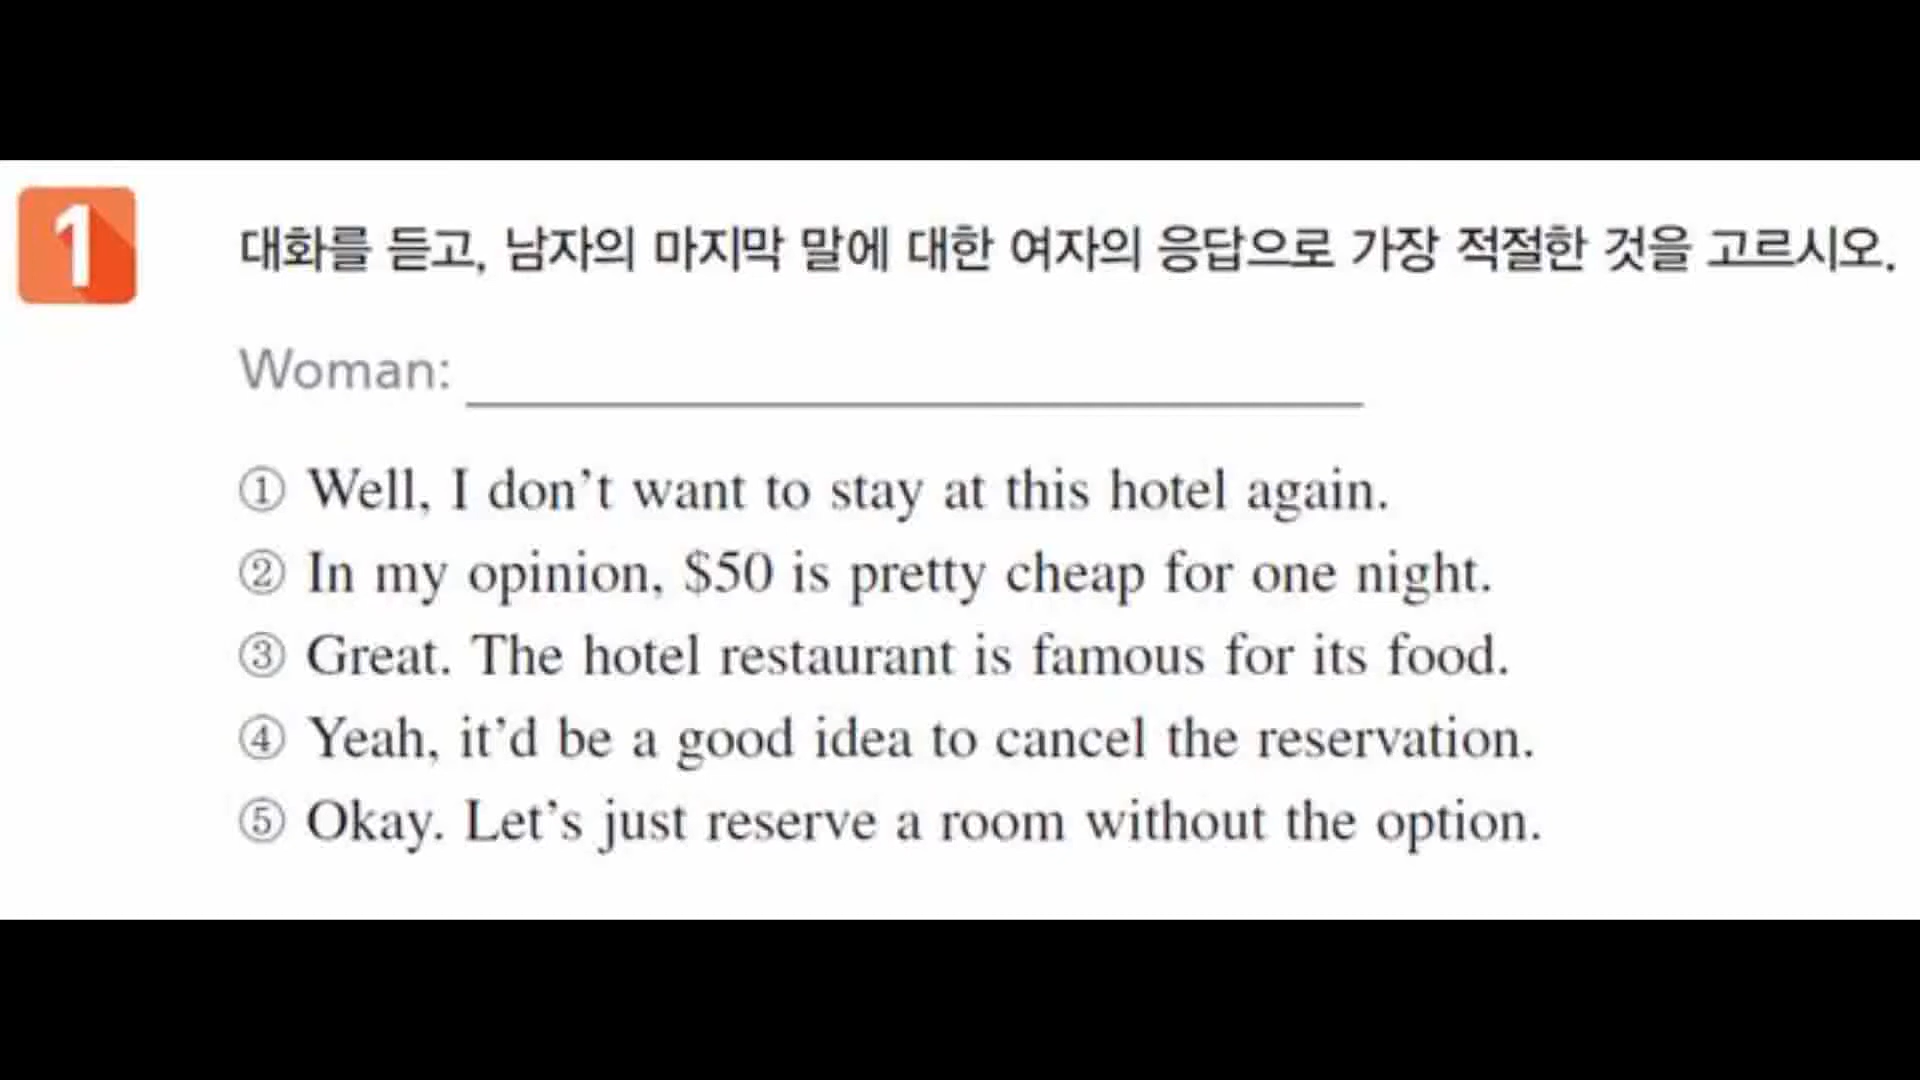 1
대화를 듣고, 남자의 마지막 말에 대한 여자의 응답으로 가장 적절한 것을 고르시오.
Woman:
① Well, I don't want to stay at this hotel again.
② In my opinion, $50 is pretty cheap for one night.
③ Great. The hotel restaurant is famous for its food.
④ Yeah, it'd be a good idea to cancel the reservation.
⑤ Okay. Let's just reserve a room without the option.